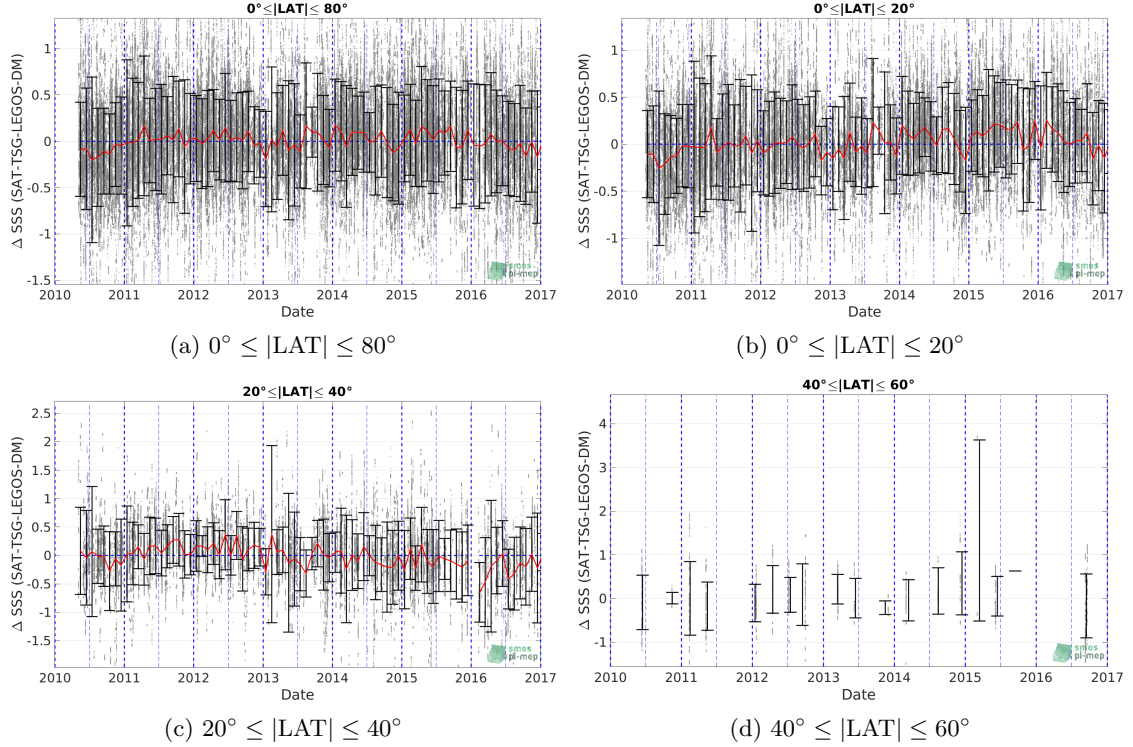 0°≤|LAT|≤ 80°
Δ SSS (SAT-TSG-LEGOS-DM)
1
0.5
0
-0.5
-1
-1.5
smos
pi-mep
2010 2011 2012 2013 2014 2015 2016 2017
Date
(a) 0° ≤ |LAT| ≤ 80°
0°≤|LAT|≤ 20°
Δ SSS (SAT-TSG-LEGOS-DM)
1
0.5
0
-0.5
-1
smos
pi-mep
2010 2011 2012 2013 2014 2015 2016 2017
Date
(b) 0° ≤ |LAT| ≤ 20°
20°≤|LAT|≤ 40°
Δ SSS (SAT-TSG-LEGOS-DM)
2.5
2
1.5
1
0.5
0
-0.5
-1
-1.5
smos
pi-mep
2010 2011 2012 2013 2014 2015 2016 2017
Date
(c) 20° ≤ |LAT| ≤ 40°
40°≤|LAT|≤ 60°
Δ SSS (SAT-TSG-LEGOS-DM)
4
3
2
1
0
-1
smos
pi-mep
2010 2011 2012 2013 2014 2015 2016 2017
Date
(d) 40° ≤ |LAT| ≤ 60°